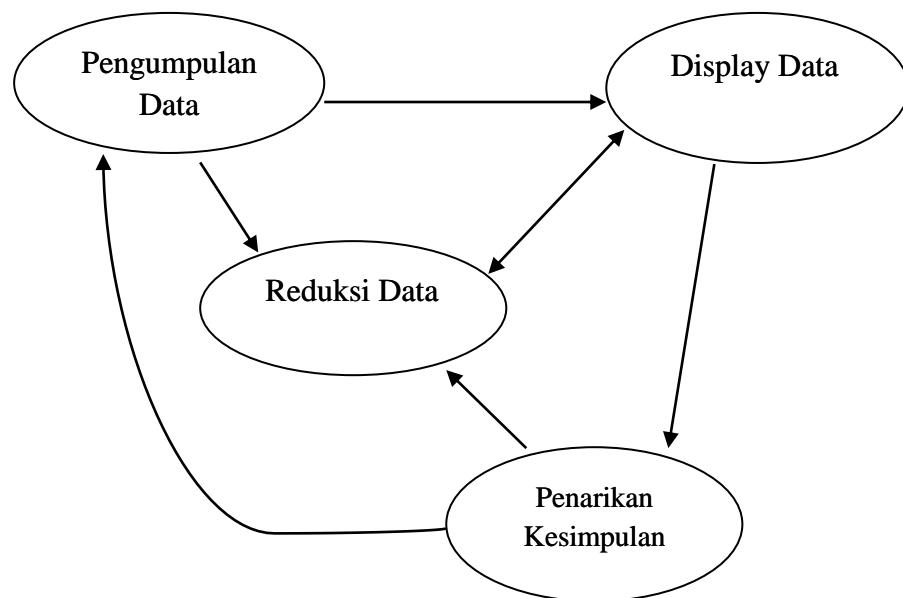 Pengumpulan
Data
Display Data
Reduksi Data
Penarikan
Kesimpulan